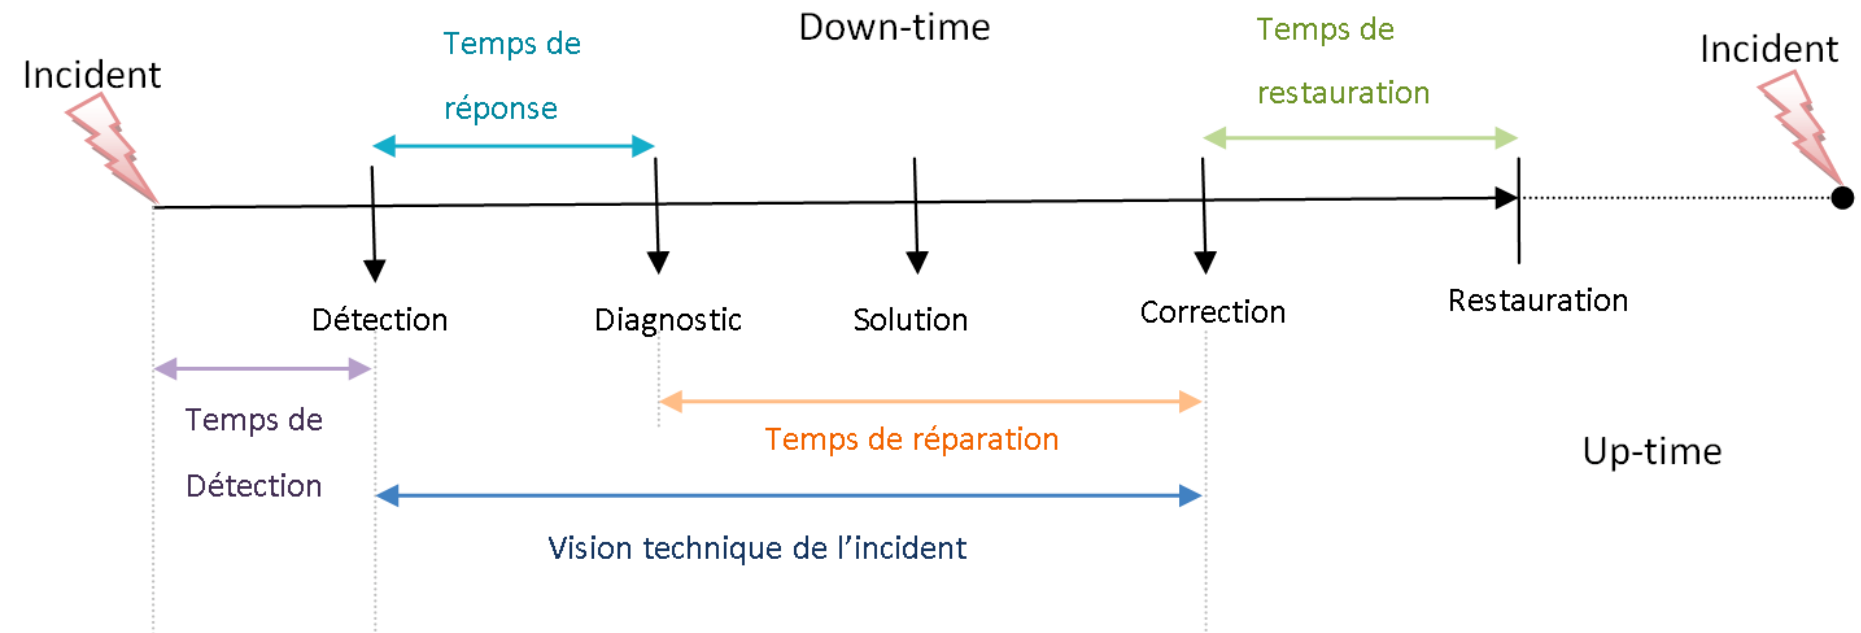 Incident
Temps de
réponse
Down-time
Temps de
restauration
Incident
Détection
Diagnostic
Solution
Correction
Restauration
Temps de
Détection
Temps de réparation
Up-time
Vision technique de l’incident